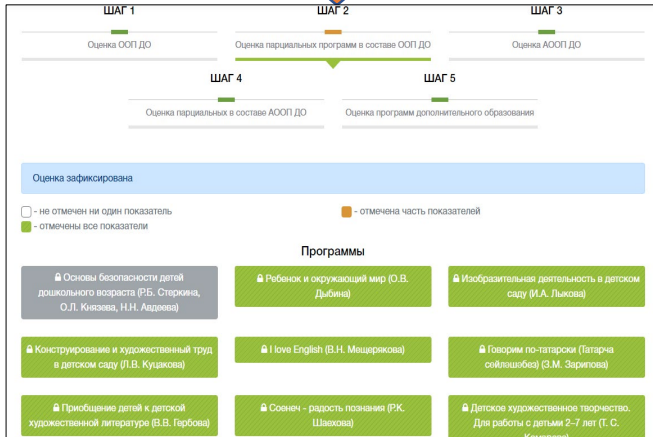 ШАГ 1
ШАГ 2
ШАГ 3
Оценка ООП ДО
Оценка парциальных программ в составе ООП ДО
Оценка АООП ДО
ШАГ 4
ШАГ 5
Оценка парциальных в составе АООП ДО
Оценка программ дополнительного образования
Оценка зафиксирована
- не отмечен ни один показатель
- отмечена часть показателей
- отмечены все показатели
Программы
Основы безопасности детей
дошкольного возраста (Р.Б. Стеркина,
О.Л. Князева, Н.Н. Авдеева)
Ребенок и окружающий мир (О.В.
Дыбина)
Изобразительная деятельность в детском
саду (И.А. Лыкова)
Конструирование и художественный труд
в детском саду (Л.В. Куцакова)
I love English (В.Н. Мещерякова)
Говорим по-татарски (Татарча
сөйләшәбез) (З.М. Зарипова)
Приобщение детей к детской
художественной литературе (В.В. Гербова)
Сөенеч - радость познания (Р.К.
Шаехова)
Детское художественное творчество.
Для работы с детьми 2–7 лет (Т. С.